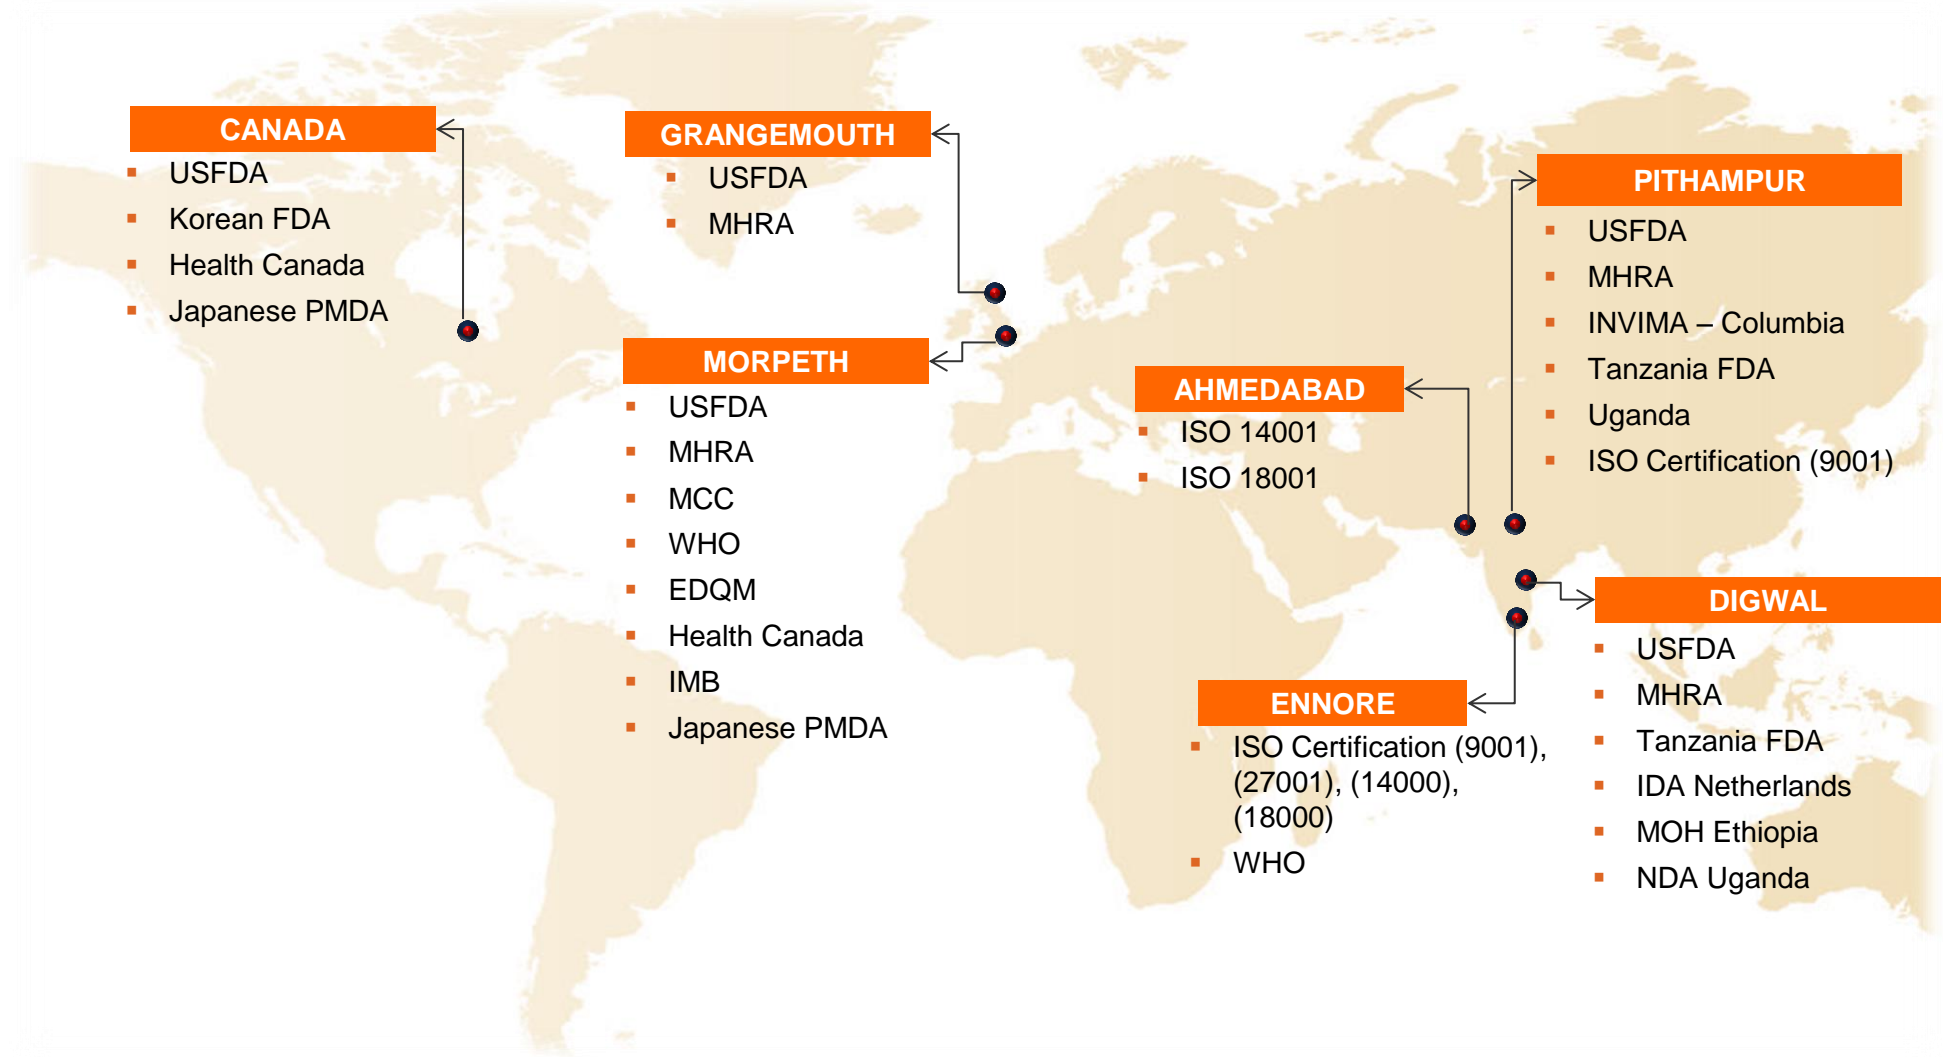 CANADA
USFDA
Korean FDA
Health Canada
Japanese PMDA
GRANGEMOUTH
USFDA
MHRA
MORPETH
USFDA
MHRA
MCC
WHO
EDQM
Health Canada
IMB
Japanese PMDA
AHMEDABAD
ISO 14001
ISO 18001
PITHAMPUR
USFDA
MHRA
INVIMA – Columbia
Tanzania FDA
Uganda
ISO Certification (9001)
ENNORE
ISO Certification (9001),
(27001), (14000),
(18000)
WHO
DIGWAL
USFDA
MHRA
Tanzania FDA
IDA Netherlands
MOH Ethiopia
NDA Uganda